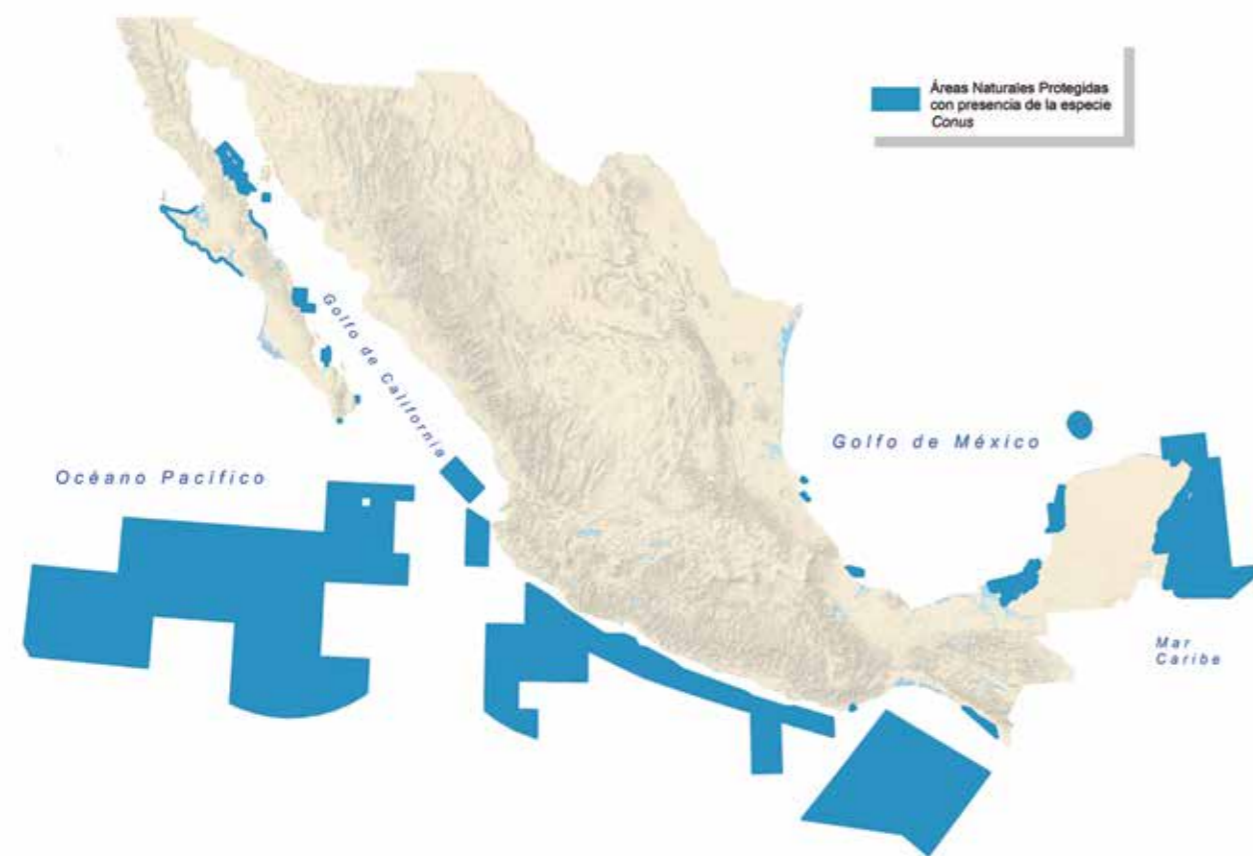 Áreas Naturales Protegidas
con presencia de la especie
Conus
Golfo de California
Golfo de México
Océano Pacífico
Mar
Caribe